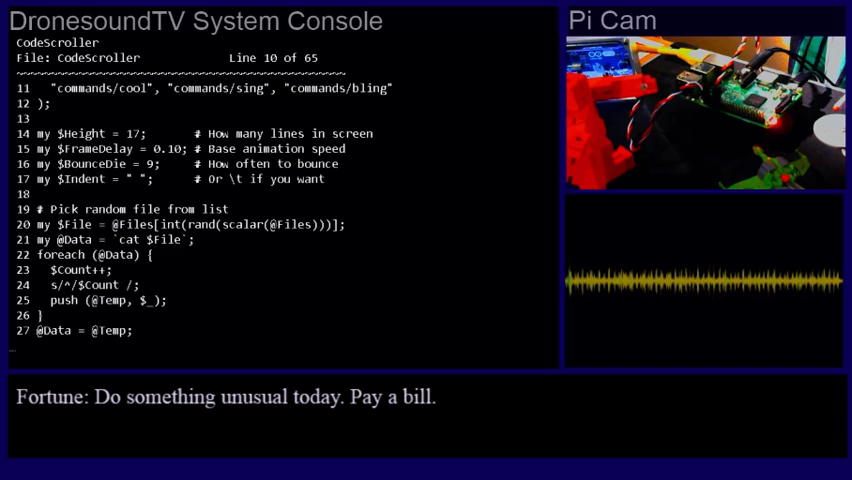 DronesoundTV System Console
Pi Cam
CodeScroller
File: CodeScroller Line 10 of 65
~~~~~~~~~~~~~~~~~~~~~~~~~~~~~~~~~~~~~~~~~~~~~~~~
11 "commands/cool", "commands/sing", "commands/bling"
12 );
13
14 my $Height = 17; # How many lines in screen
15 my $FrameDelay = 0.10; # Base animation speed
16 my $BounceDie = 9; # How often to bounce
17 my $Indent = " "; # Or \t if you want
18
19 # Pick random file from list
20 my $File = @Files[int(rand(scalar(@Files)))];
21 my @Data = `cat $File`;
22 foreach (@Data) {
23 $Count++;
24 s/^/$Count /;
25 push (@Temp, $_);
26 }
27 @Data = @Temp;
Fortune: Do something unusual today. Pay a bill.